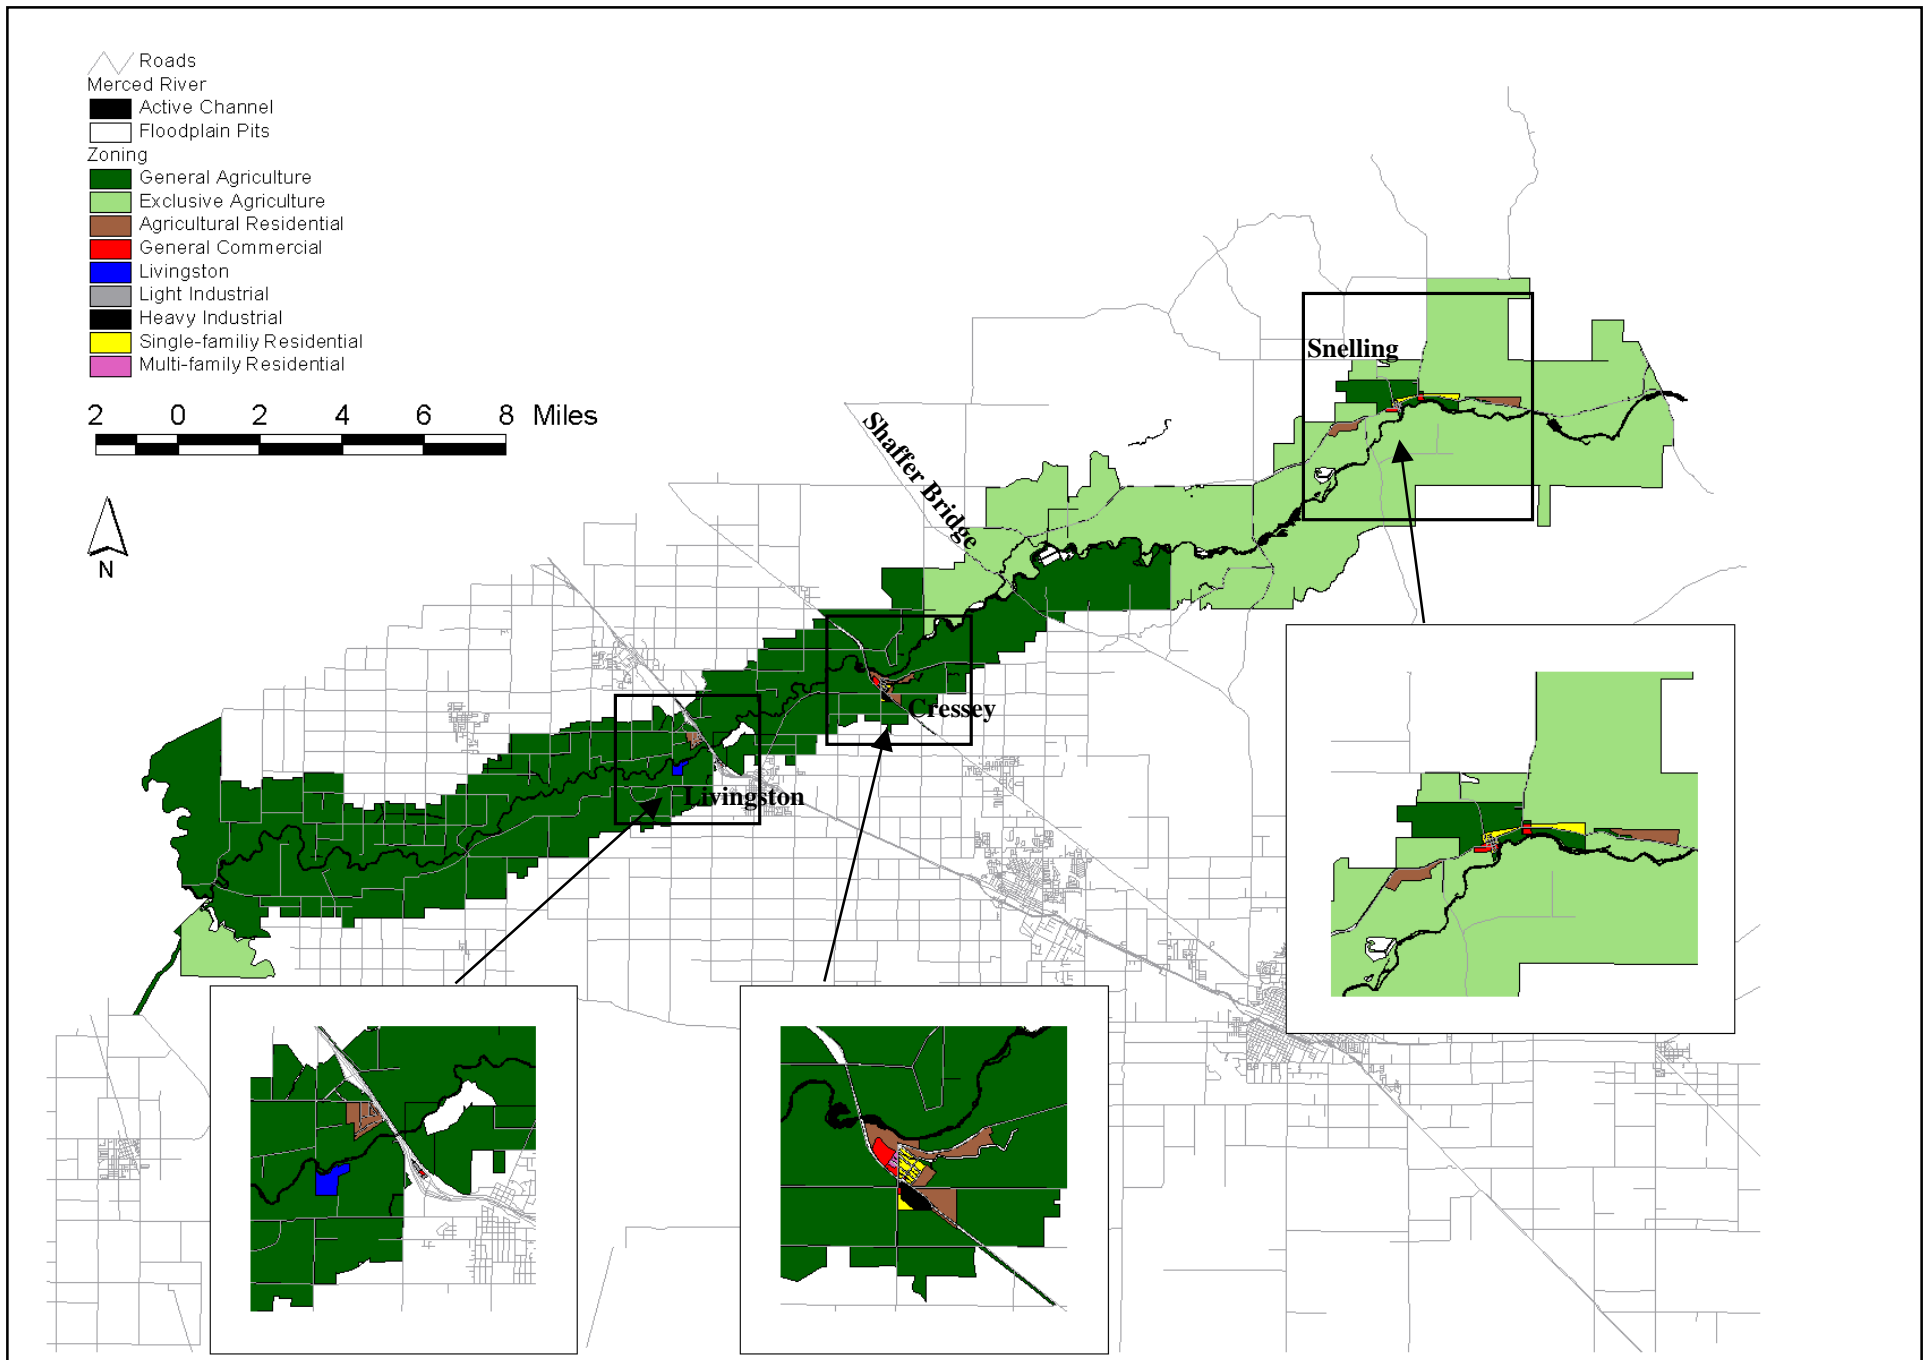 Roads
Merced River
Active Channel
Floodplain Pits
Zoning
General Agriculture
Exclusive Agriculture
Agricultural Residential
General Commercial
Livingston
Light Industrial
Heavy Industrial
Single-familiy Residential
Multi-family Residential
2 0 2 4 6 8 Miles
N
Snelling
Shaffer Bridge
Cressey
Livingston